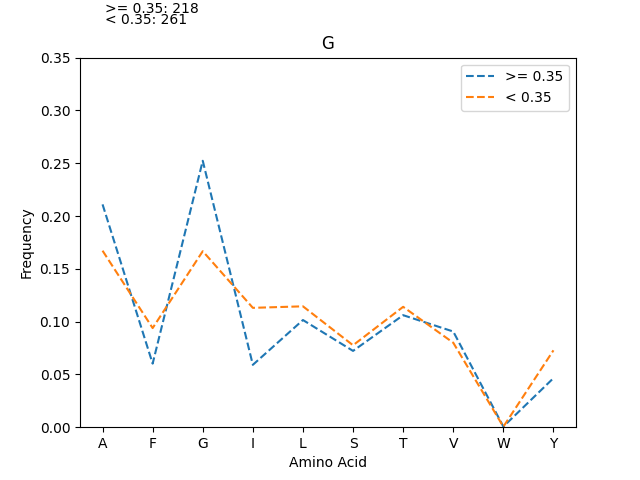 >= 0.35: 218
< 0.35: 261
G
0.35
0.30
0.25
0.20
0.15
0.10
0.05
0.00
Frequency
>= 0.35
< 0.35
A F G I L S T V W Y
Amino Acid